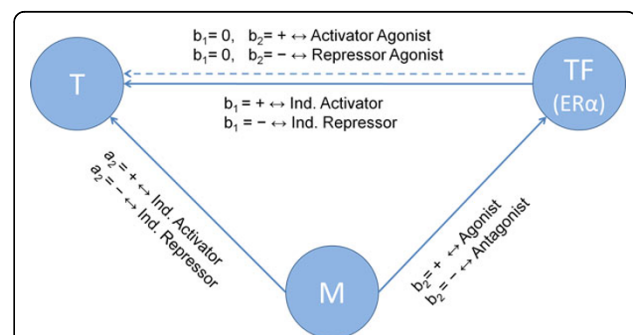 b₁= 0, b₂= + ↔ Activator Agonist
b₁= 0, b₂= − ↔ Repressor Agonist
T
TF
(ERα)
b₁ = + ↔ Ind. Activator
b₁ = − ↔ Ind. Repressor
a₂ = + ↔ Ind. Activator
a₂ = − ↔ Ind. Repressor
b₂= + ↔ Agonist
b₂= − ↔ Antagonist
M